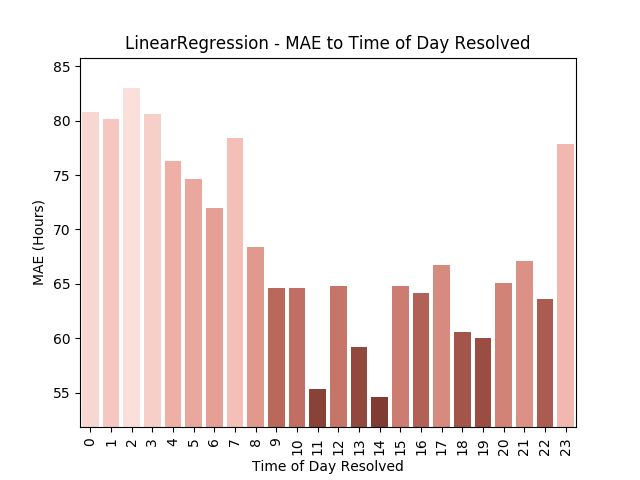 LinearRegression - MAE to Time of Day Resolved
MAE (Hours)
85
80
75
70
65
60
55
0 1 2 3 4 5 6 7 8 9 10 11 12 13 14 15 16 17 18 19 20 21 22 23
Time of Day Resolved